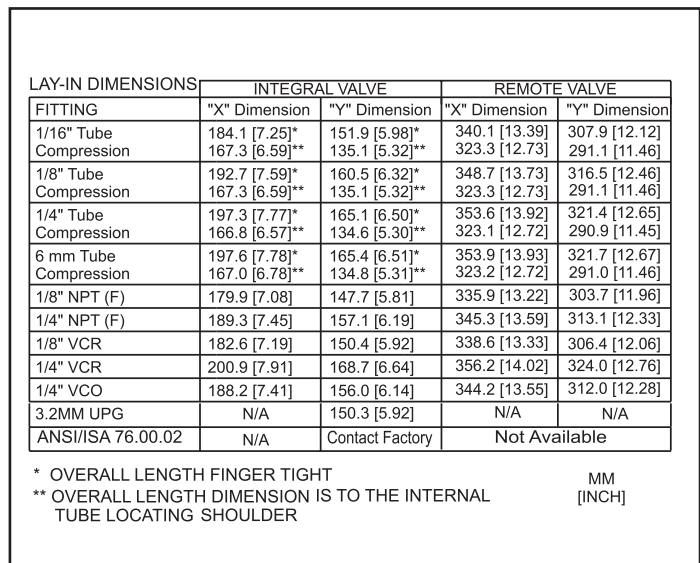 LAY-IN DIMENSIONS INTEGRAL VALVE REMOTE VALVE
FITTING "X" Dimension "Y" Dimension "X" Dimension "Y" Dimension
1/16" Tube 184.1 [7.25]* 151.9 [5.98]* 340.1 [13.39] 307.9 [12.12]
Compression 167.3 [6.59]** 135.1 [5.32]** 323.3 [12.73] 291.1 [11.46]
1/8" Tube 192.7 [7.59]* 160.5 [6.32]* 348.7 [13.73] 316.5 [12.46]
Compression 167.3 [6.59]** 135.1 [5.32]** 323.3 [12.73] 291.1 [11.46]
1/4" Tube 197.3 [7.77]* 165.1 [6.50]* 353.6 [13.92] 321.4 [12.65]
Compression 166.8 [6.57]** 134.6 [5.30]** 323.1 [12.72] 290.9 [11.45]
6 mm Tube 197.6 [7.78]* 165.4 [6.51]* 353.9 [13.93] 321.7 [12.67]
Compression 167.0 [6.78]** 134.8 [5.31]** 323.2 [12.72] 291.0 [11.46]
1/8" NPT (F) 179.9 [7.08] 147.7 [5.81] 335.9 [13.22] 303.7 [11.96]
1/4" NPT (F) 189.3 [7.45] 157.1 [6.19] 345.3 [13.59] 313.1 [12.33]
1/8" VCR 182.6 [7.19] 150.4 [5.92] 338.6 [13.33] 306.4 [12.06]
1/4" VCR 200.9 [7.91] 168.7 [6.64] 356.2 [14.02] 324.0 [12.76]
1/4" VCO 188.2 [7.41] 156.0 [6.14] 344.2 [13.55] 312.0 [12.28]
3.2MM UPG N/A 150.3 [5.92] N/A N/A
ANSI/ISA 76.00.02 N/A Contact Factory Not Available
* OVERALL LENGTH FINGER TIGHT MM
** OVERALL LENGTH DIMENSION IS TO THE INTERNAL [INCH]
TUBE LOCATING SHOULDER